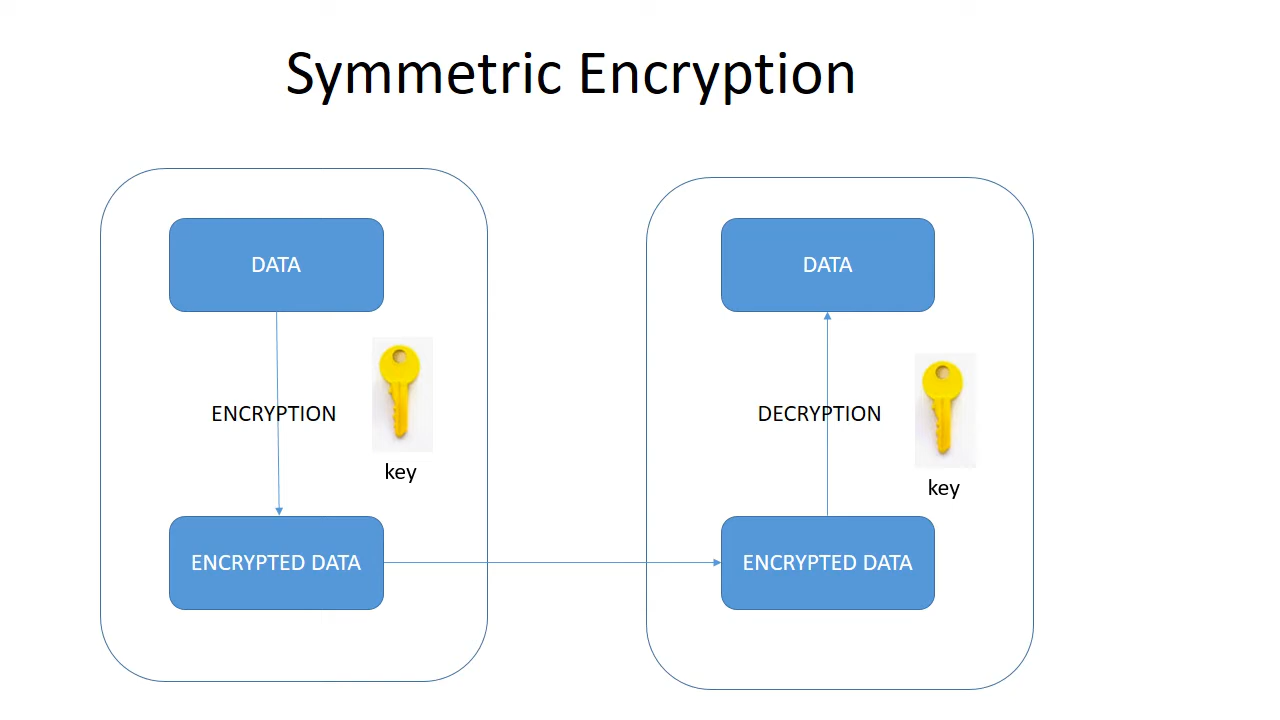 Symmetric Encryption
DATA
ENCRYPTION
key
ENCRYPTED DATA
DATA
DECRYPTION
key
ENCRYPTED DATA